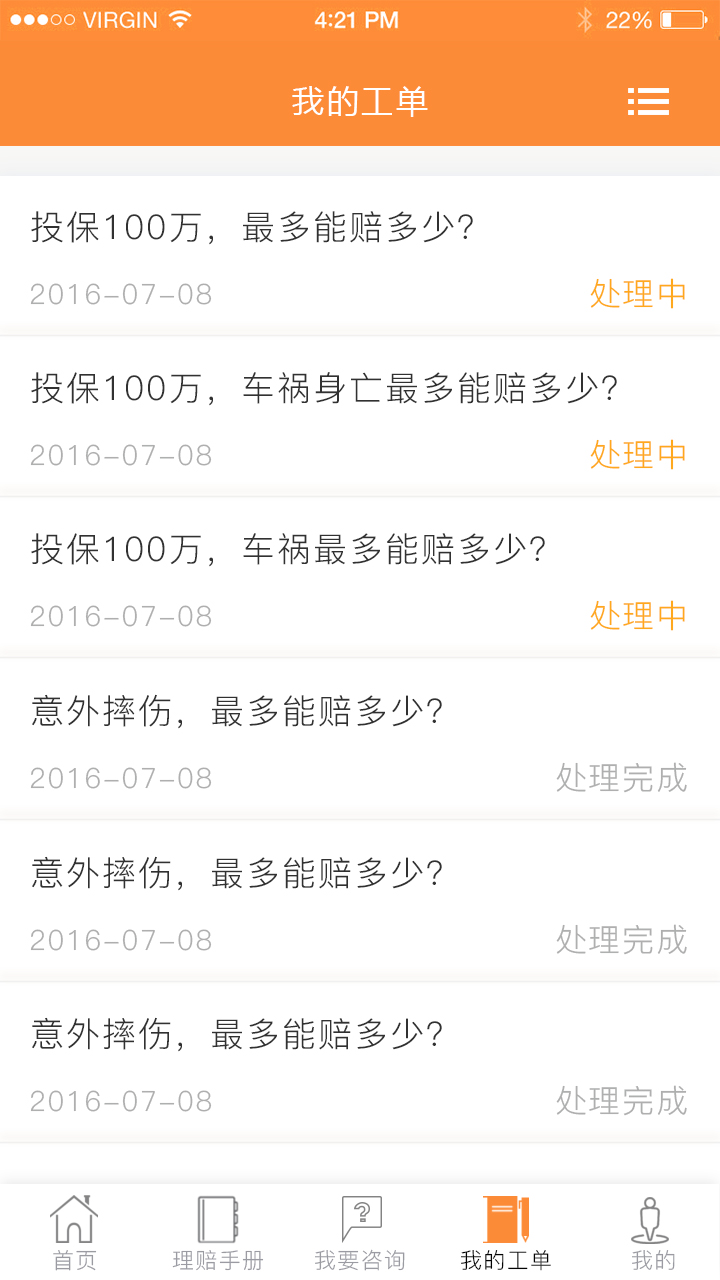 VIRGIN 4:21 PM 22%
我的工单
投保100万，最多能赔多少?
2016-07-08 处理中
投保100万，车祸身亡最多能赔多少?
2016-07-08 处理中
投保100万，车祸最多能赔多少?
2016-07-08 处理中
意外摔伤，最多能赔多少?
2016-07-08 处理完成
意外摔伤，最多能赔多少?
2016-07-08 处理完成
意外摔伤，最多能赔多少?
2016-07-08 处理完成
首页 理赔手册 我要咨询 我的工单 我的